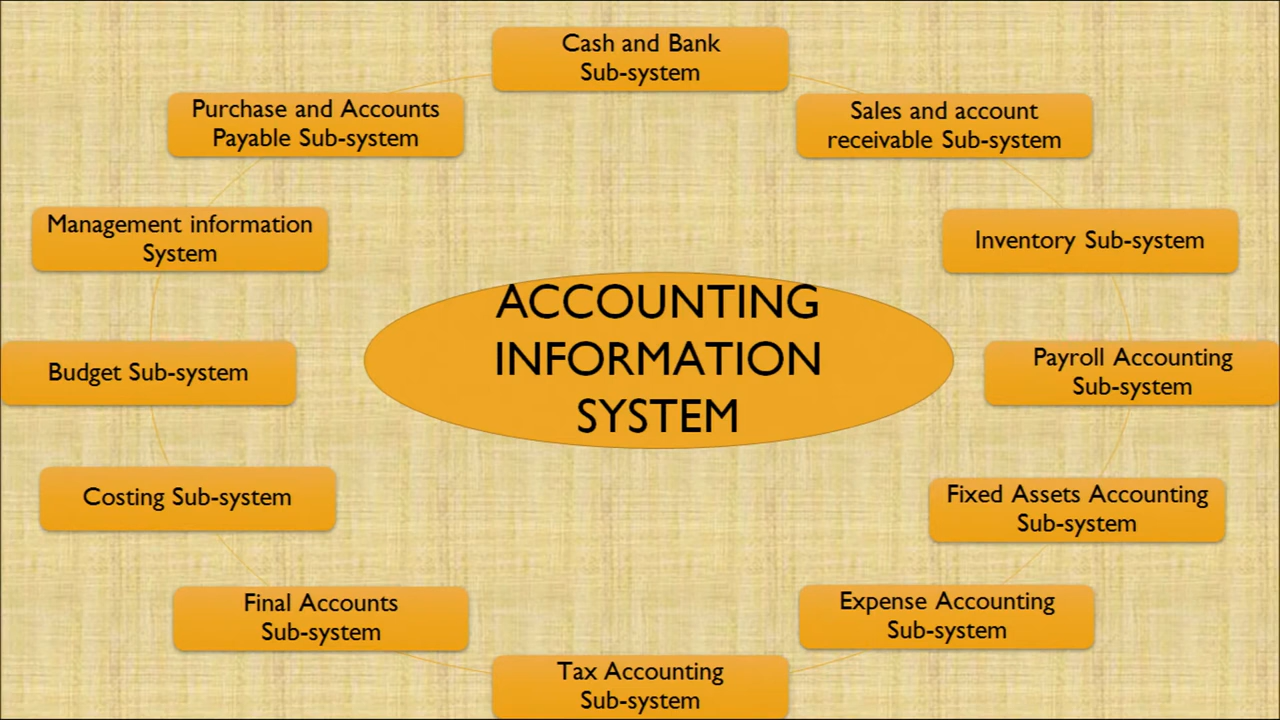 Cash and Bank
Sub-system
Purchase and Accounts
Payable Sub-system
Sales and account
receivable Sub-system
Management information
System
Inventory Sub-system
ACCOUNTING
INFORMATION
SYSTEM
Budget Sub-system
Payroll Accounting
Sub-system
Costing Sub-system
Fixed Assets Accounting
Sub-system
Final Accounts
Sub-system
Expense Accounting
Sub-system
Tax Accounting
Sub-system